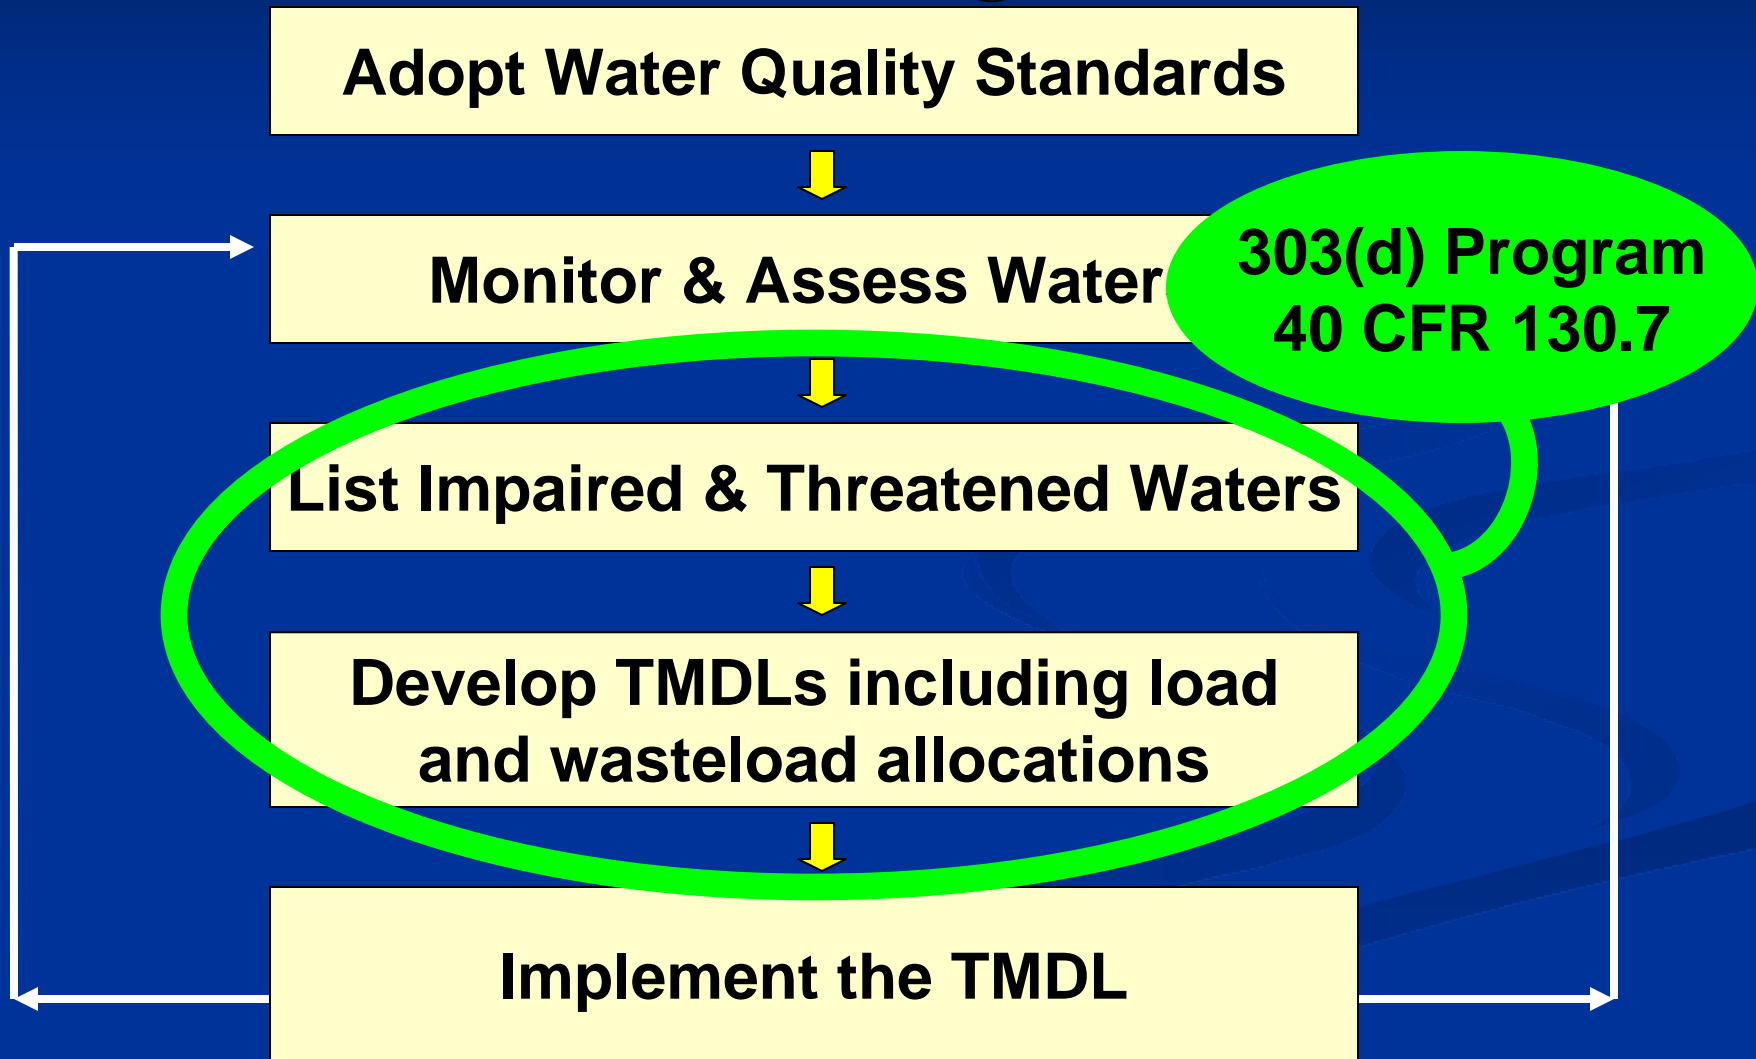 Adopt Water Quality Standards
Monitor & Assess Water
303(d) Program
40 CFR 130.7
List Impaired & Threatened Waters
Develop TMDLs including load
and wasteload allocations
Implement the TMDL